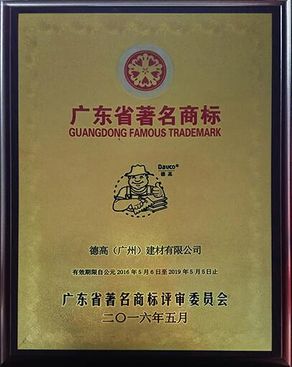 广东省著名商标
GUANGDONG FAMOUS TRADEMARK
Davco®
德高
德高（广州）建材有限公司
有效期限自公元2016年5月6日至2019年5月5日止
广东省著名商标评审委员会
二〇一六年五月